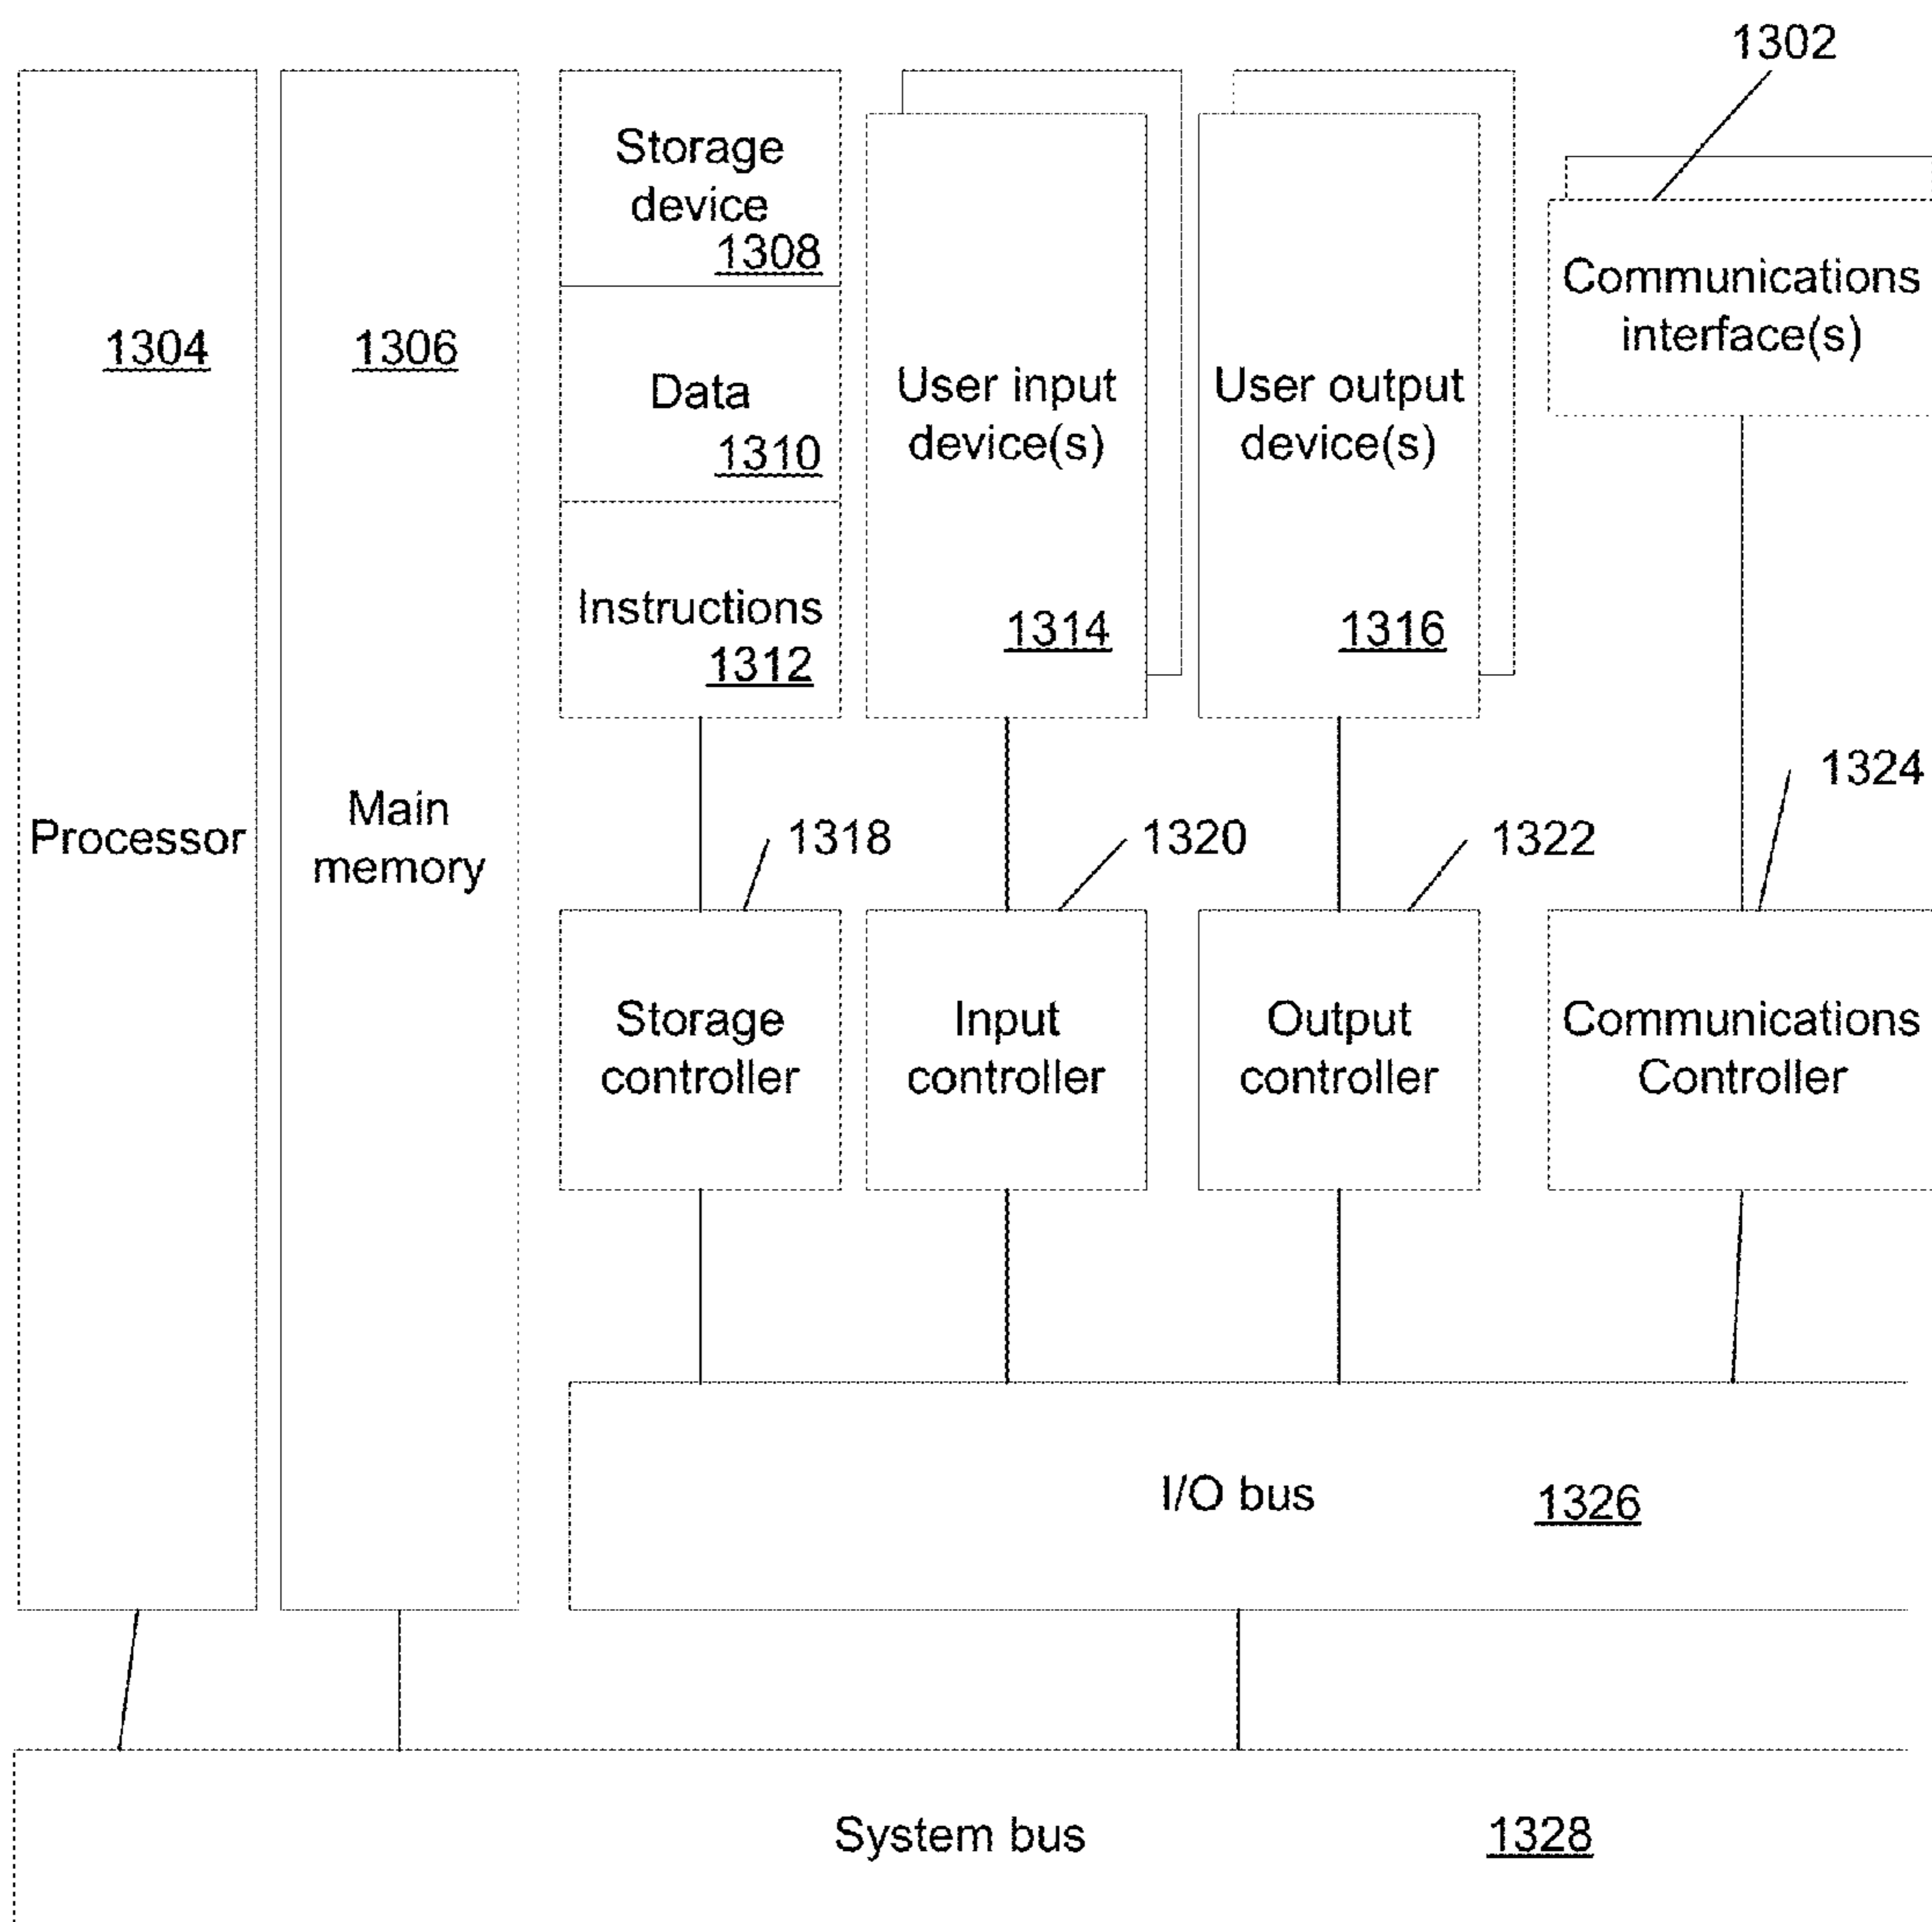 1302
Storage
device
1308
Communications
interface(s)
1304
1306
Data
1310
User input
device(s)
User output
device(s)
Instructions
1312
1314
1316
1324
Processor
Main
memory
1318
1320
1322
Storage
controller
Input
controller
Output
controller
Communications
Controller
I/O bus
1326
System bus
1328